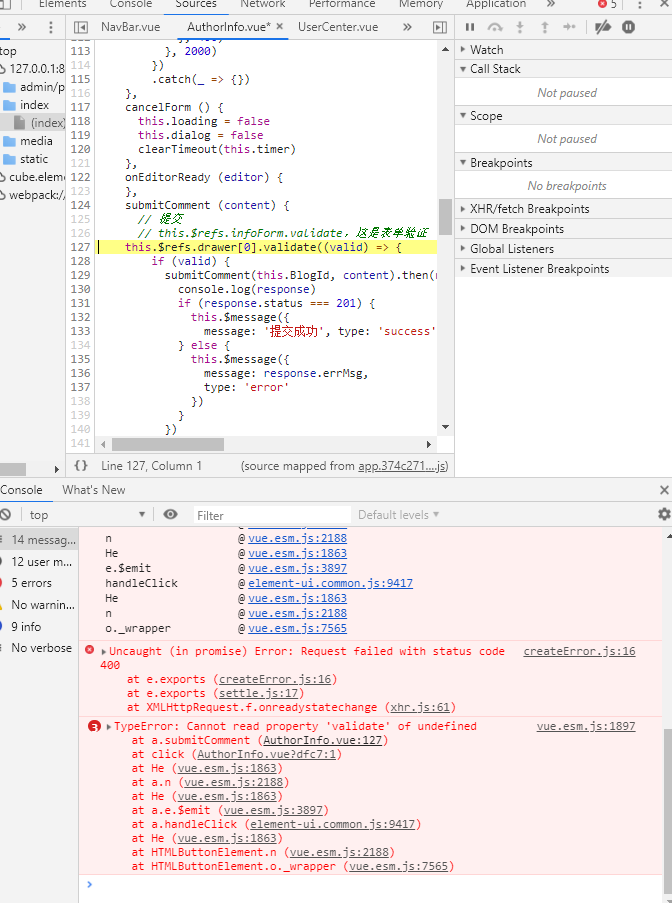 Elements Console Sources Network Performance Memory Application » 5
» NavBar.vue AuthorInfo.vue* × UserCenter.vue »
top
127.0.0.1:8
admin/p
index
(index)
media
static
cube.eleme
webpack://
113 }, 2000)
114 })
115 .catch(_ => {})
116 },
117 cancelForm () {
118 this.loading = false
119 this.dialog = false
120 clearTimeout(this.timer)
121 },
122 onEditorReady (editor) {
123 },
124 submitComment (content) {
125 // 提交
126 // this.$refs.infoForm.validate，这是表单验证
127 this.$refs.drawer[0].validate((valid) => {
128 if (valid) {
129 submitComment(this.BlogId, content).then(
130 console.log(response)
131 if (response.status === 201) {
132 this.$message({
133 message: '提交成功', type: 'success'
134 } else {
135 this.$message({
136 message: response.errMsg,
137 type: 'error'
138 })
139 }
140 })
141
{} Line 127, Column 1 (source mapped from app.374c271....js)
Watch
Call Stack
Not paused
Scope
Not paused
Breakpoints
No breakpoints
XHR/fetch Breakpoints
DOM Breakpoints
Global Listeners
Event Listener Breakpoints
Console What's New
top Filter Default levels
14 messag...
12 user m...
5 errors
No warnin...
9 info
No verbose
n @ vue.esm.js:2188
He @ vue.esm.js:1863
e.$emit @ vue.esm.js:3897
handleClick @ element-ui.common.js:9417
He @ vue.esm.js:1863
n @ vue.esm.js:2188
o._wrapper @ vue.esm.js:7565
Uncaught (in promise) Error: Request failed with status code createError.js:16
400
at e.exports (createError.js:16)
at e.exports (settle.js:17)
at XMLHttpRequest.f.onreadystatechange (xhr.js:61)
3 TypeError: Cannot read property 'validate' of undefined vue.esm.js:1897
at a.submitComment (AuthorInfo.vue:127)
at click (AuthorInfo.vue?dfc7:1)
at He (vue.esm.js:1863)
at a.n (vue.esm.js:2188)
at He (vue.esm.js:1863)
at a.e.$emit (vue.esm.js:3897)
at a.handleClick (element-ui.common.js:9417)
at He (vue.esm.js:1863)
at HTMLButtonElement.n (vue.esm.js:2188)
at HTMLButtonElement.o._wrapper (vue.esm.js:7565)